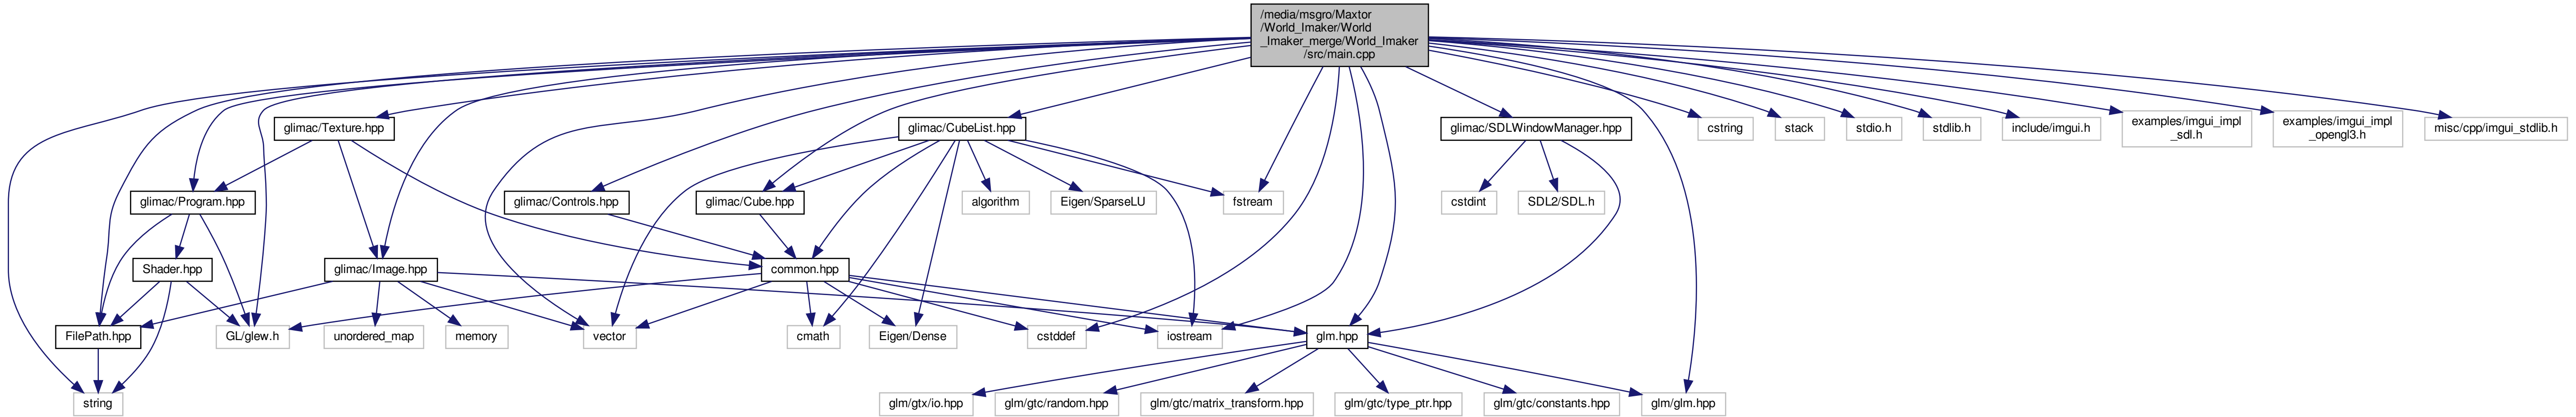 /media/msgro/Maxtor
/World_Imaker/World
_Imaker_merge/World_Imaker
/src/main.cpp
glimac/Texture.hpp
glimac/CubeList.hpp
glimac/SDLWindowManager.hpp
cstring
stack
stdio.h
stdlib.h
include/imgui.h
examples/imgui_impl
_sdl.h
examples/imgui_impl
_opengl3.h
misc/cpp/imgui_stdlib.h
glimac/Program.hpp
glimac/Controls.hpp
glimac/Cube.hpp
algorithm
Eigen/SparseLU
fstream
cstdint
SDL2/SDL.h
Shader.hpp
glimac/Image.hpp
common.hpp
FilePath.hpp
GL/glew.h
unordered_map
memory
vector
cmath
Eigen/Dense
cstddef
iostream
glm.hpp
string
glm/gtx/io.hpp
glm/gtc/random.hpp
glm/gtc/matrix_transform.hpp
glm/gtc/type_ptr.hpp
glm/gtc/constants.hpp
glm/glm.hpp